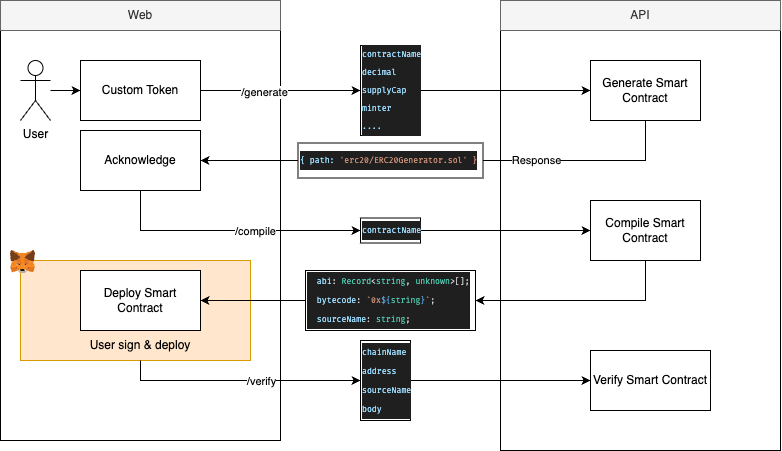 Web
API
User
Custom Token
/generate
contractName
decimal
supplyCap
minter
....
Generate Smart
Contract
Acknowledge
{ path: 'erc20/ERC20Generator.sol' }
Response
/compile
contractName
Compile Smart
Contract
Deploy Smart
Contract
User sign & deploy
abi: Record<string, unknown>[];
bytecode: `0x${string}`;
sourceName: string;
/verify
chainName
address
sourceName
body
Verify Smart Contract